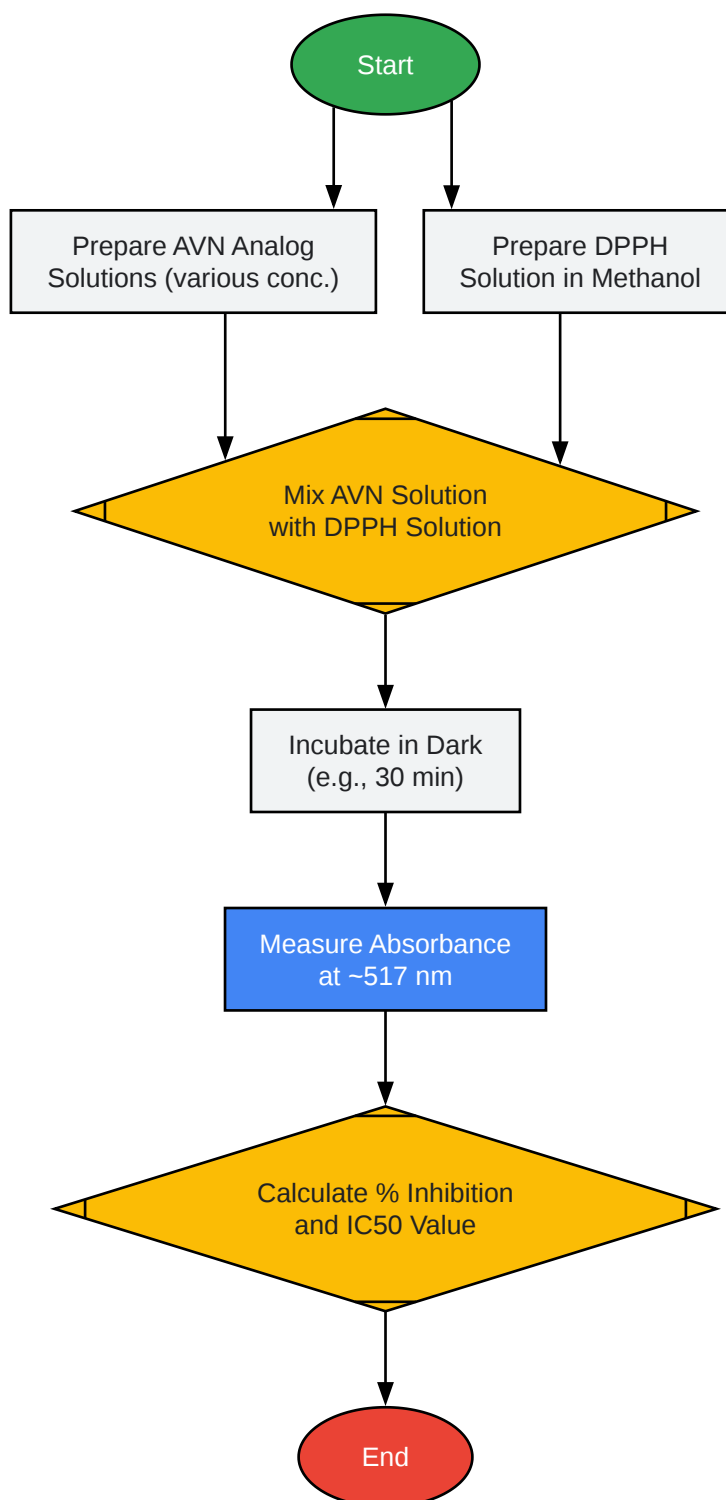 Start
Prepare AVN Analog
Solutions (various conc.)
Prepare DPPH
Solution in Methanol
Mix AVN Solution
with DPPH Solution
Incubate in Dark
(e.g., 30 min)
Measure Absorbance
at ~517 nm
Calculate % Inhibition
and IC50 Value
End